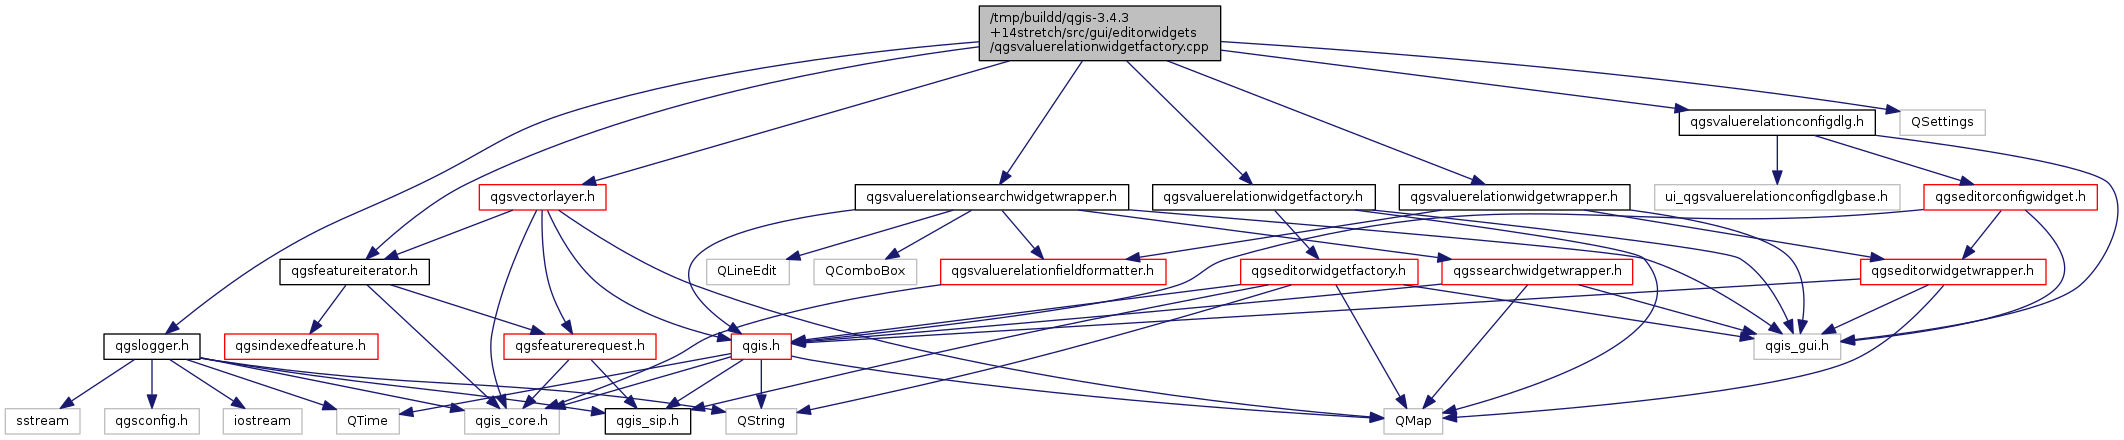 /tmp/buildd/qgis-3.4.3
+14stretch/src/gui/editorwidgets
/qgsvaluerelationwidgetfactory.cpp
qgsvaluerelationconfigdlg.h
QSettings
qgsvectorlayer.h
qgsvaluerelationsearchwidgetwrapper.h
qgsvaluerelationwidgetfactory.h
qgsvaluerelationwidgetwrapper.h
ui_qgsvaluerelationconfigdlgbase.h
qgseditorconfigwidget.h
qgsfeatureiterator.h
QLineEdit
QComboBox
qgsvaluerelationfieldformatter.h
qgseditorwidgetfactory.h
qgssearchwidgetwrapper.h
qgseditorwidgetwrapper.h
qgslogger.h
qgsindexedfeature.h
qgsfeaturerequest.h
qgis.h
qgis_gui.h
sstream
qgsconfig.h
iostream
QTime
qgis_core.h
qgis_sip.h
QString
QMap